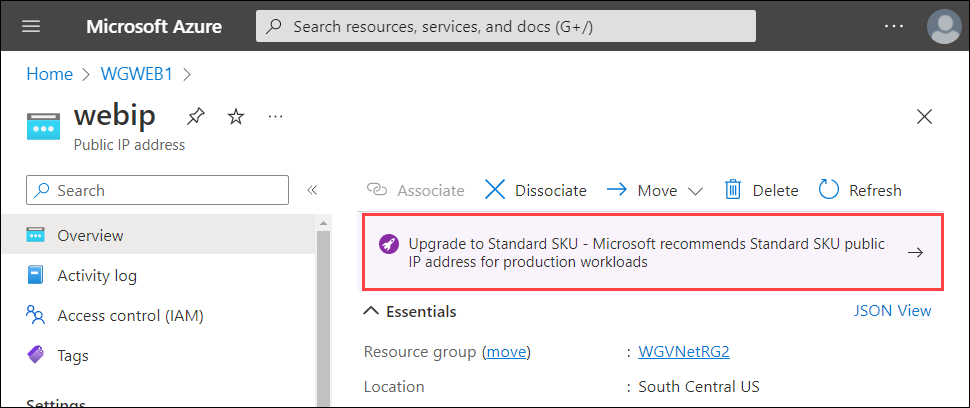 Microsoft Azure
Search resources, services, and docs (G+/)
Home > WGWEB1 >
webip
Public IP address
Search
Associate
Dissociate
Move
Delete
Refresh
Overview
Activity log
Access control (IAM)
Tags
Settings
Upgrade to Standard SKU - Microsoft recommends Standard SKU public
IP address for production workloads
Essentials
JSON View
Resource group (move) : WGVNetRG2
Location : South Central US